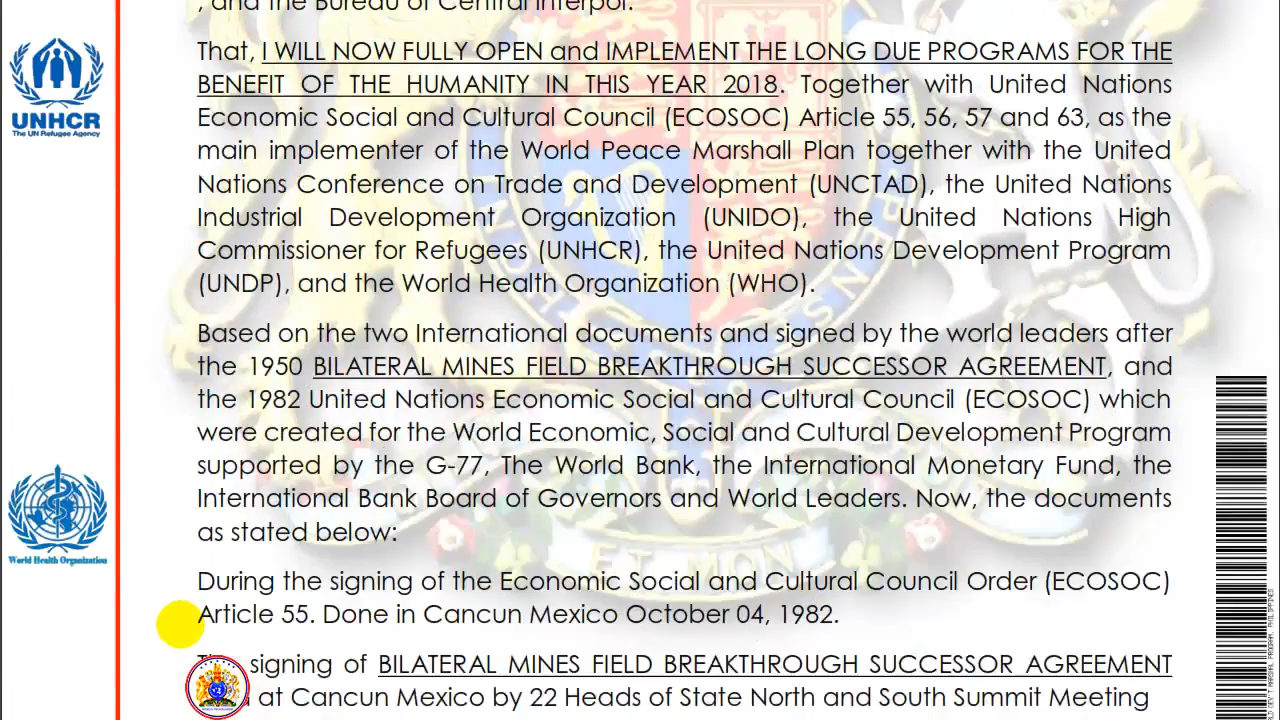 , and the Bureau of Central Interpol.
That, I WILL NOW FULLY OPEN and IMPLEMENT THE LONG DUE PROGRAMS FOR THE
BENEFIT OF THE HUMANITY IN THIS YEAR 2018. Together with United Nations
Economic Social and Cultural Council (ECOSOC) Article 55, 56, 57 and 63, as the
main implementer of the World Peace Marshall Plan together with the United
Nations Conference on Trade and Development (UNCTAD), the United Nations
Industrial Development Organization (UNIDO), the United Nations High
Commissioner for Refugees (UNHCR), the United Nations Development Program
(UNDP), and the World Health Organization (WHO).
Based on the two International documents and signed by the world leaders after
the 1950 BILATERAL MINES FIELD BREAKTHROUGH SUCCESSOR AGREEMENT, and
the 1982 United Nations Economic Social and Cultural Council (ECOSOC) which
were created for the World Economic, Social and Cultural Development Program
supported by the G-77, The World Bank, the International Monetary Fund, the
International Bank Board of Governors and World Leaders. Now, the documents
as stated below:
During the signing of the Economic Social and Cultural Council Order (ECOSOC)
Article 55. Done in Cancun Mexico October 04, 1982.
signing of BILATERAL MINES FIELD BREAKTHROUGH SUCCESSOR AGREEMENT
at Cancun Mexico by 22 Heads of State North and South Summit Meeting
UNHCR
The UN Refugee Agency
World Health Organization
ET MON